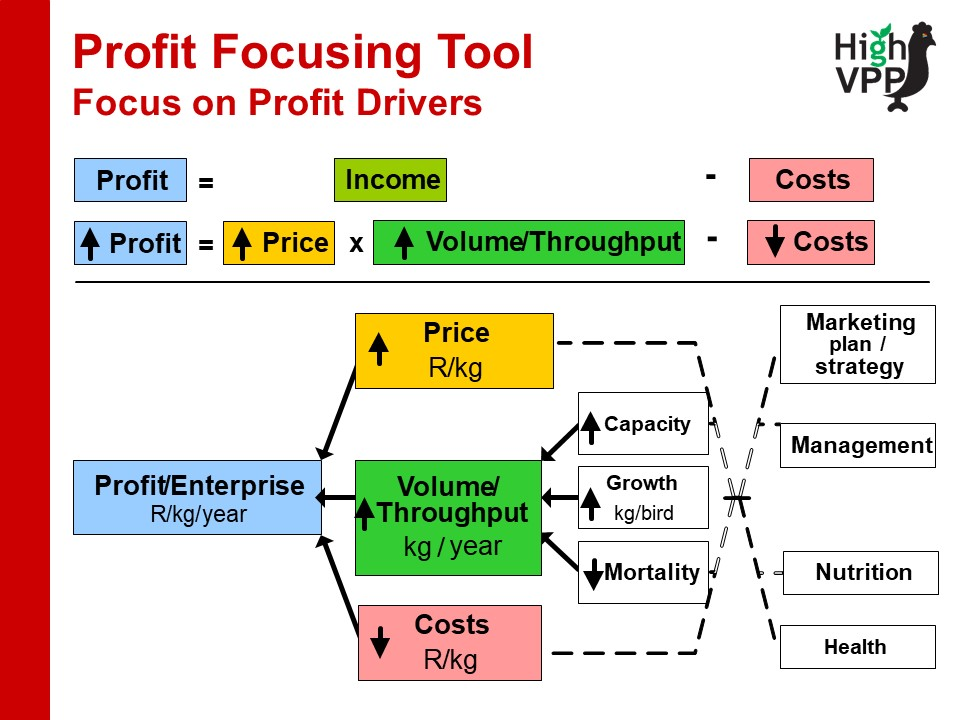 Profit Focusing Tool
Focus on Profit Drivers
High
VPP
Profit = Income - Costs
Profit = Price x Volume/Throughput - Costs
Price
R/kg
Marketing
plan /
strategy
Capacity
Management
Profit/Enterprise
R/kg/year
Volume/
Throughput
kg / year
Growth
kg/bird
Mortality
Nutrition
Costs
R/kg
Health